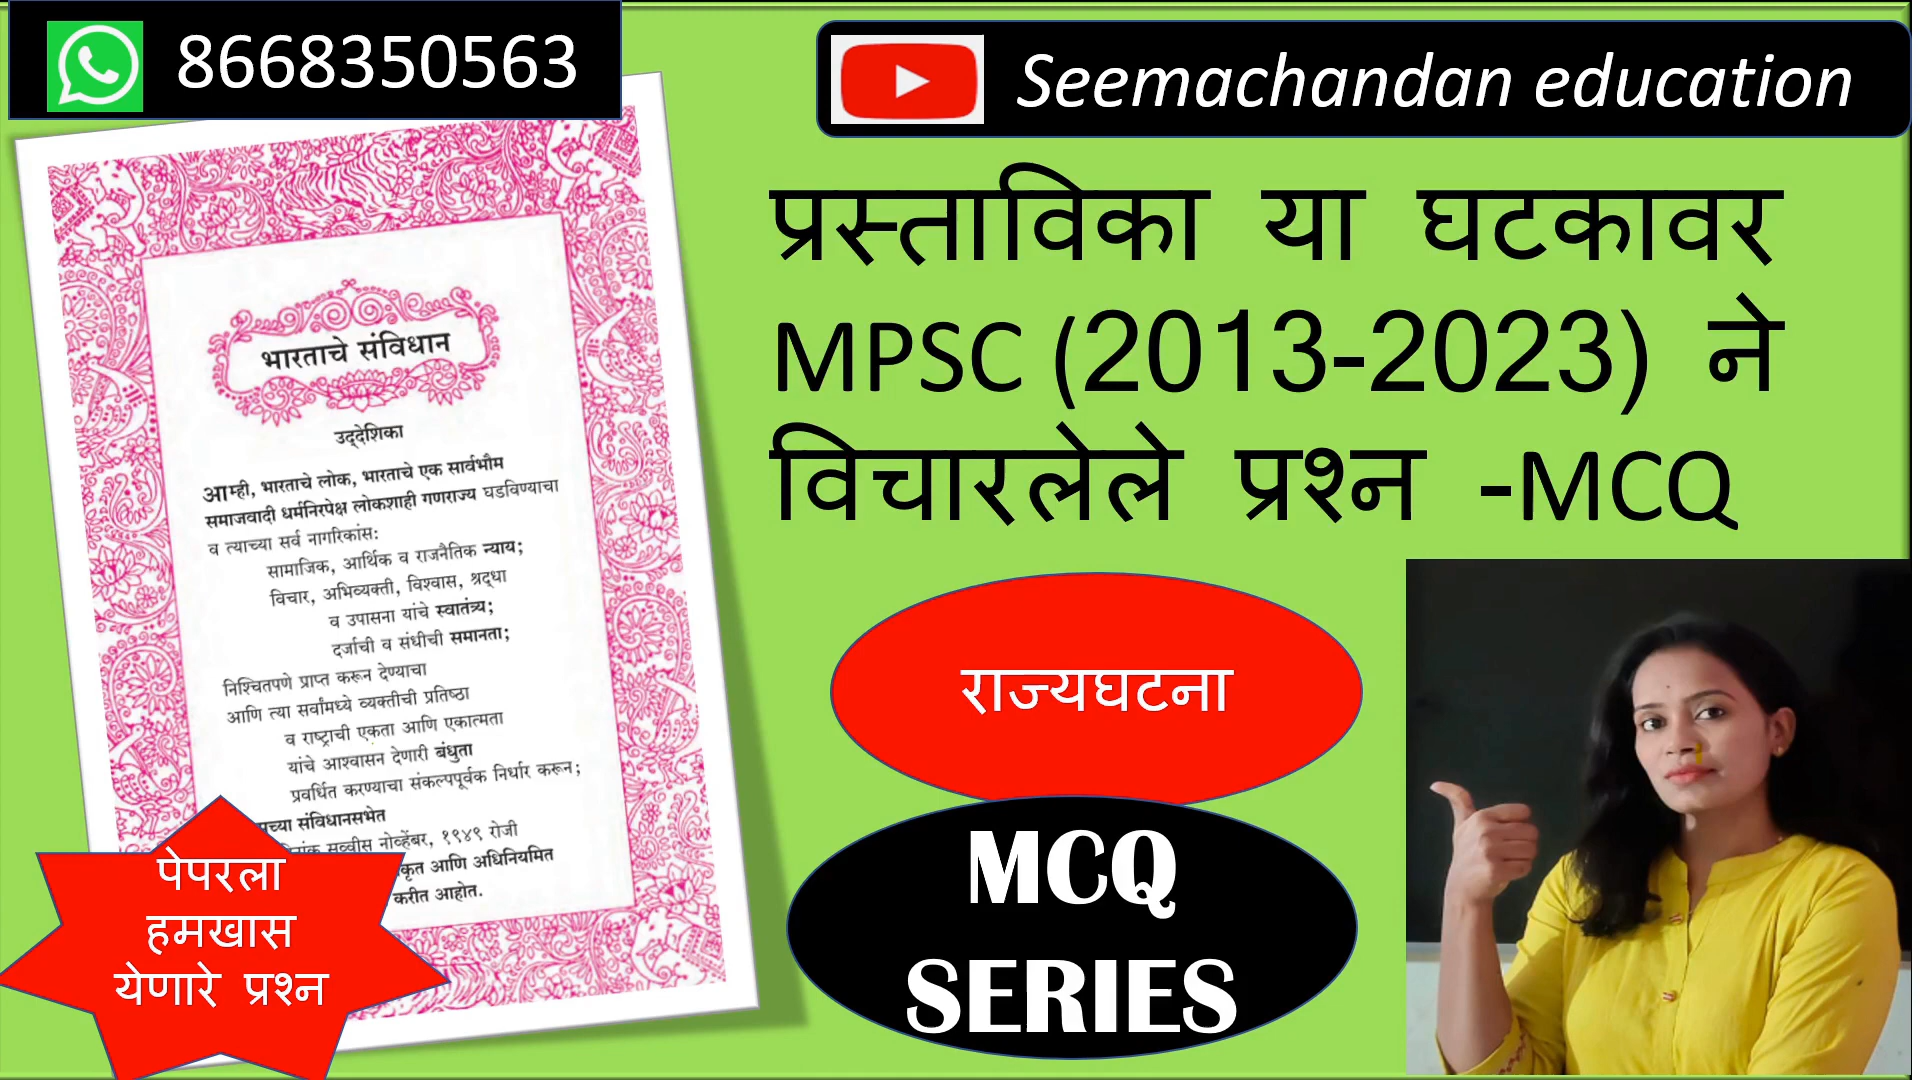 8668350563
Seemachandan education
प्रस्ताविका या घटकावर
MPSC (2013-2023) ने
विचारलेले प्रश्न -MCQ
भारताचे संविधान
उद्देशिका
आम्ही, भारताचे लोक, भारताचे एक सार्वभौम
समाजवादी धर्मनिरपेक्ष लोकशाही गणराज्य घडविण्याचा
व त्याच्या सर्व नागरिकांस:
सामाजिक, आर्थिक व राजनैतिक न्याय;
विचार, अभिव्यक्ती, विश्वास, श्रद्धा
व उपासना यांचे स्वातंत्र्य;
दर्जाची व संधीची समानता;
निश्चितपणे प्राप्त करून देण्याचा
आणि त्या सर्वांमध्ये व्यक्तीची प्रतिष्ठा
व राष्ट्राची एकता आणि एकात्मता
यांचे आश्वासन देणारी बंधुता
प्रवर्धित करण्याचा संकल्पपूर्वक निर्धार करून;
संविधानसभेत
सव्वीस नोव्हेंबर, १९४९ रोजी
आणि अधिनियमित
करीत आहोत.
पेपरला
हमखास
येणारे प्रश्न
राज्यघटना
MCQ
SERIES